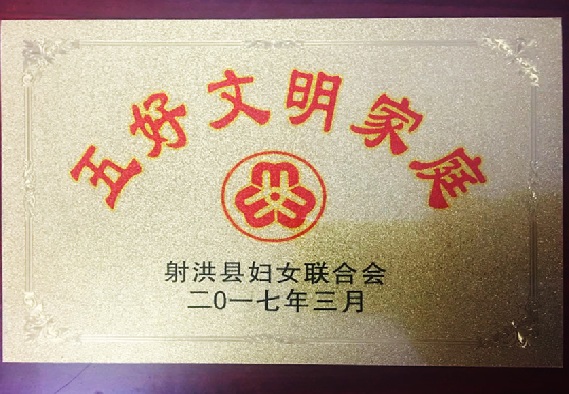 五好文明家庭
射洪县妇女联合会
二0一七年三月